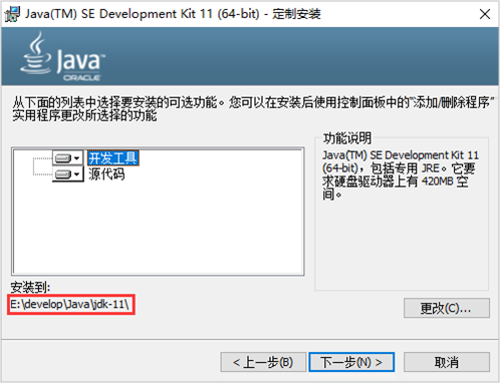 Java(TM) SE Development Kit 11 (64-bit) - 定制安装
Java
ORACLE
从下面的列表中选择要安装的可选功能。您可以在安装后使用控制面板中的“添加/删除程序”
实用程序更改所选择的功能
开发工具
源代码
功能说明
Java(TM) SE Development Kit 11
(64-bit)，包括专用 JRE。它要
求硬盘驱动器上有 420MB 空
间。
安装到:
E:\develop\Java\jdk-11\
更改(C)...
< 上一步(B)
下一步(N) >
取消